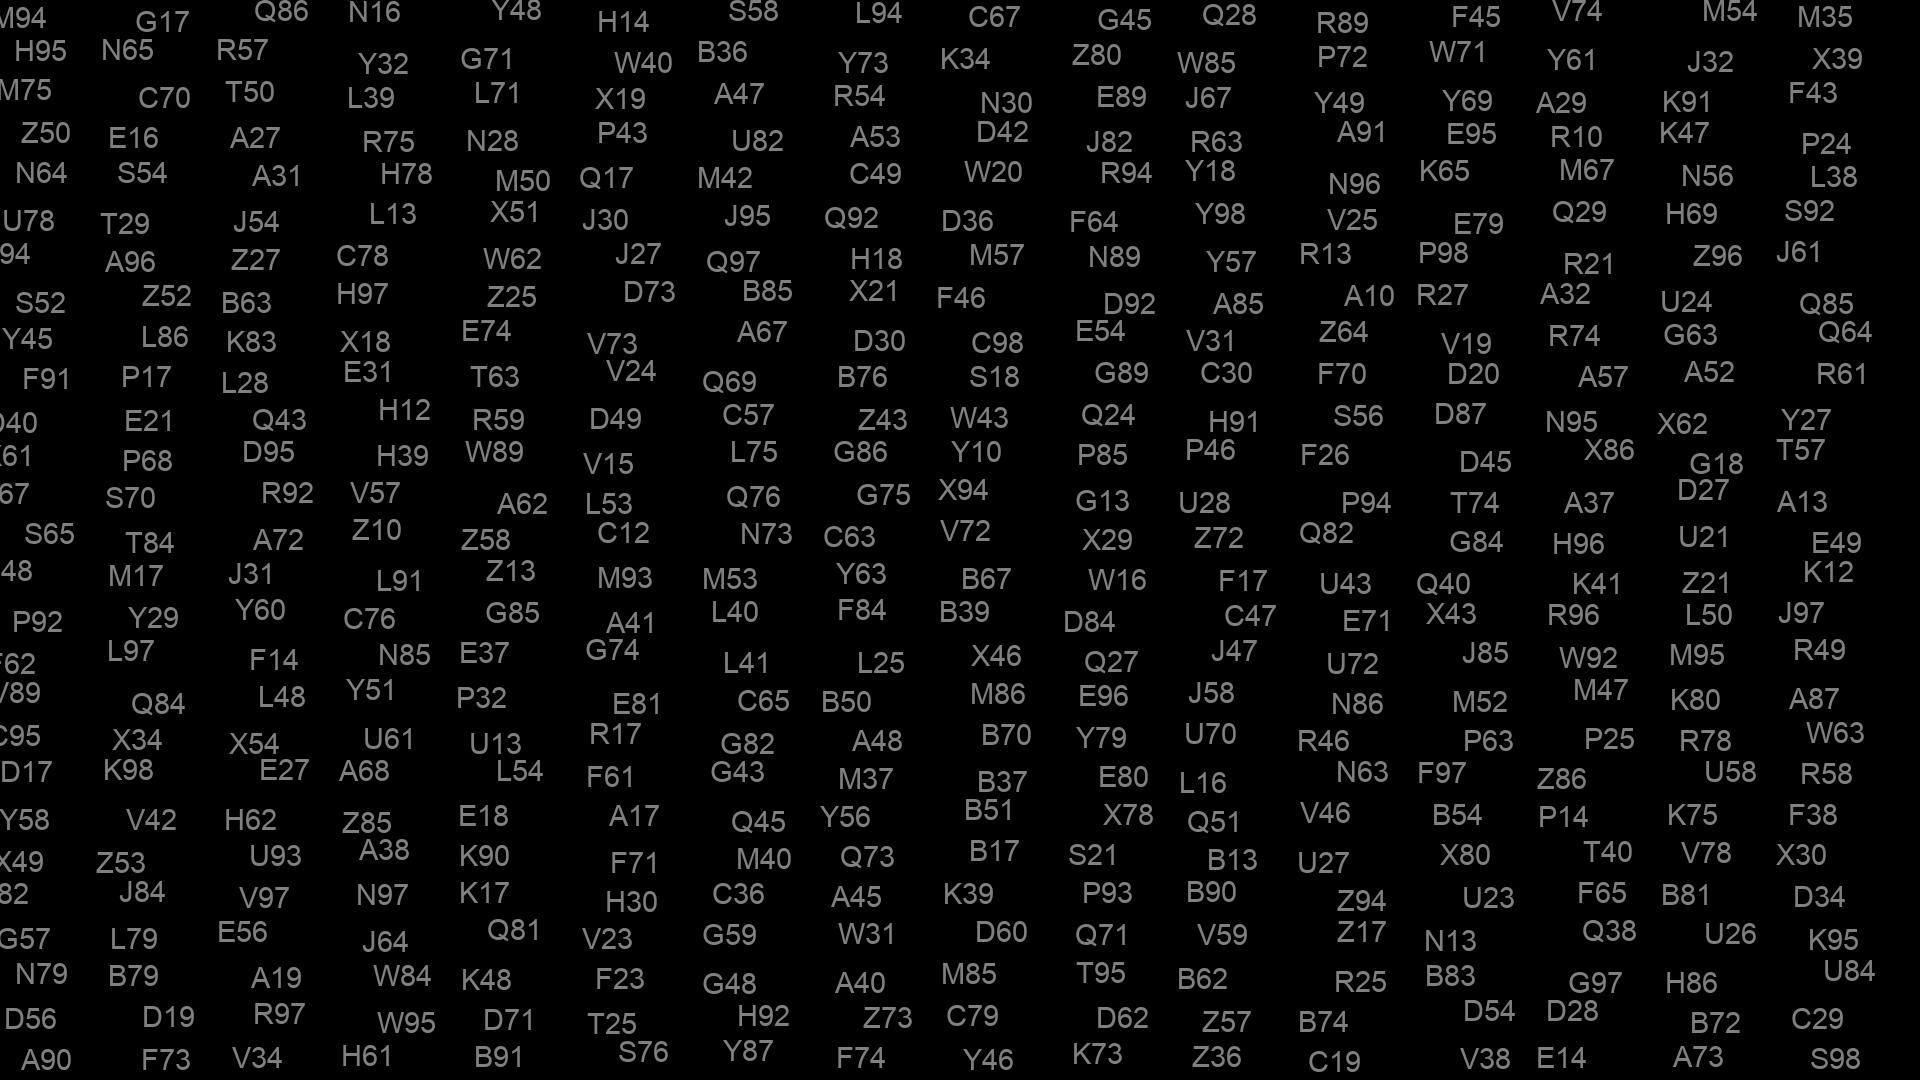 M94 G17 Q86 N16 Y48 H14 S58 L94 C67 G45 Q28 R89 F45 V74 M54 M35
H95 N65 R57 Y32 G71 W40 B36 Y73 K34 Z80 W85 P72 W71 Y61 J32 X39
M75 C70 T50 L39 L71 X19 A47 R54 N30 E89 J67 Y49 Y69 A29 K91 F43
Z50 E16 A27 R75 N28 P43 U82 A53 D42 J82 R63 A91 E95 R10 K47 P24
N64 S54 A31 H78 M50 Q17 M42 C49 W20 R94 Y18 N96 K65 M67 N56 L38
U78 T29 J54 L13 X51 J30 J95 Q92 D36 F64 Y98 V25 E79 Q29 H69 S92
94 A96 Z27 C78 W62 J27 Q97 H18 M57 N89 Y57 R13 P98 R21 Z96 J61
S52 Z52 B63 H97 Z25 D73 B85 X21 F46 D92 A85 A10 R27 A32 U24 Q85
Y45 L86 K83 X18 E74 V73 A67 D30 C98 E54 V31 Z64 V19 R74 G63 Q64
F91 P17 L28 E31 T63 V24 Q69 B76 S18 G89 C30 F70 D20 A57 A52 R61
40 E21 Q43 H12 R59 D49 C57 Z43 W43 Q24 H91 S56 D87 N95 X62 Y27
61 P68 D95 H39 W89 V15 L75 G86 Y10 P85 P46 F26 D45 X86 G18 T57
67 S70 R92 V57 A62 L53 Q76 G75 X94 G13 U28 P94 T74 A37 D27 A13
S65 T84 A72 Z10 Z58 C12 N73 C63 V72 X29 Z72 Q82 G84 H96 U21 E49
48 M17 J31 L91 Z13 M93 M53 Y63 B67 W16 F17 U43 Q40 K41 Z21 K12
P92 Y29 Y60 C76 G85 A41 L40 F84 B39 D84 C47 E71 X43 R96 L50 J97
62 L97 F14 N85 E37 G74 L41 L25 X46 Q27 J47 U72 J85 W92 M95 R49
V89 Q84 L48 Y51 P32 E81 C65 B50 M86 E96 J58 N86 M52 M47 K80 A87
C95 X34 X54 U61 U13 R17 G82 A48 B70 Y79 U70 R46 P63 P25 R78 W63
D17 K98 E27 A68 L54 F61 G43 M37 B37 E80 L16 N63 F97 Z86 U58 R58
Y58 V42 H62 Z85 E18 A17 Q45 Y56 B51 X78 Q51 V46 B54 P14 K75 F38
X49 Z53 U93 A38 K90 F71 M40 Q73 B17 S21 B13 U27 X80 T40 V78 X30
82 J84 V97 N97 K17 H30 C36 A45 K39 P93 B90 Z94 U23 F65 B81 D34
G57 L79 E56 J64 Q81 V23 G59 W31 D60 Q71 V59 Z17 N13 Q38 U26 K95
N79 B79 A19 W84 K48 F23 G48 A40 M85 T95 B62 R25 B83 G97 H86 U84
D56 D19 R97 W95 D71 T25 H92 Z73 C79 D62 Z57 B74 D54 D28 B72 C29
A90 F73 V34 H61 B91 S76 Y87 F74 Y46 K73 Z36 C19 V38 E14 A73 S98